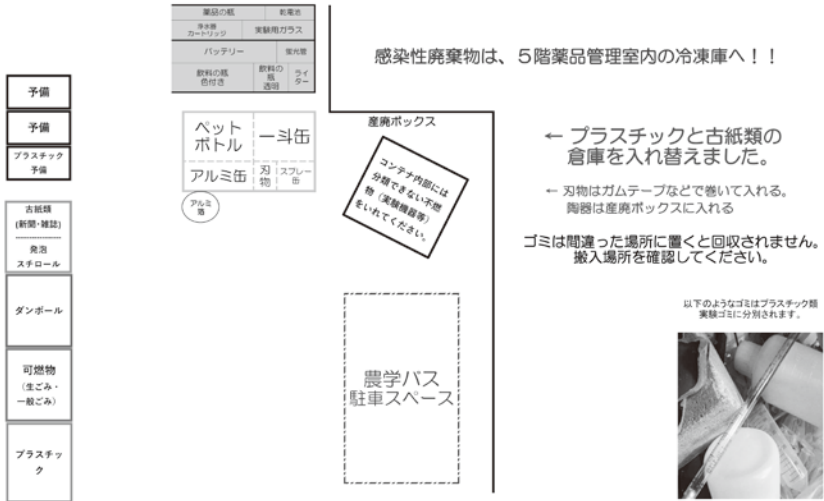 薬品の瓶 乾電池
浄水器
カートリッジ
実験用ガラス
バッテリー 蛍光管
飲料の瓶
色付き
飲料の
瓶
透明
ライ
ター
感染性廃棄物は、5階薬品管理室内の冷凍庫へ!!
予備
予備
プラスチック
予備
ペット
ボトル
一斗缶
アルミ缶
刃
物
スプレー
缶
アルミ
箔
産廃ボックス
コンテナ内部には
分類できない不燃
物(実験機器等)
をいれてください。
← プラスチックと古紙類の
倉庫を入れ替えました。
← 刃物はガムテープなどで巻いて入れる。
陶器は産廃ボックスに入れる
ゴミは間違った場所に置くと回収されません。
搬入場所を確認してください。
古紙類
(新聞・雑誌)
発泡
スチロール
ダンボール
可燃物
(生ごみ・
一般ごみ)
プラスチッ
ク
農学バス
駐車スペース
以下のようなゴミはプラスチック類
実験ゴミに分別されます。